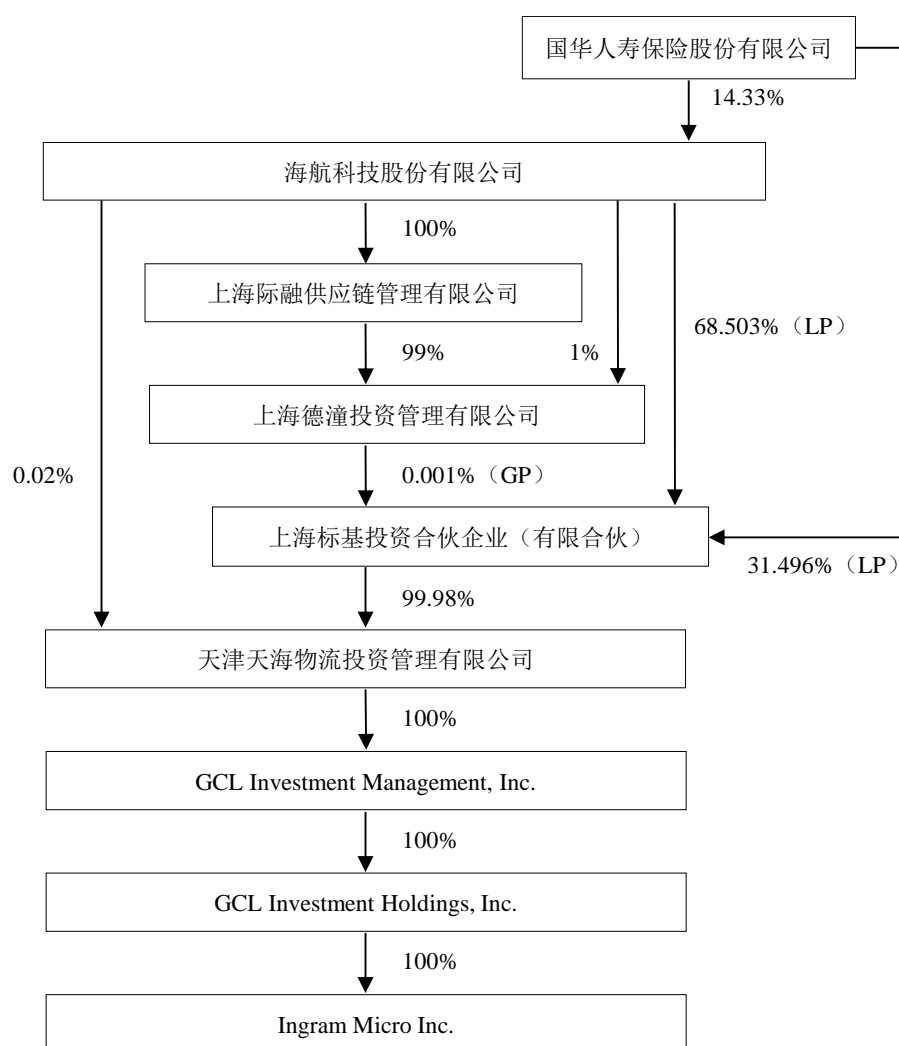 国华人寿保险股份有限公司
14.33%
海航科技股份有限公司
100%
上海际融供应链管理有限公司
68.503%（LP）
99%
1%
上海德潼投资管理有限公司
0.02%
0.001%（GP）
上海标基投资合伙企业（有限合伙）
31.496%（LP）
99.98%
天津天海物流投资管理有限公司
100%
GCL Investment Management, Inc.
100%
GCL Investment Holdings, Inc.
100%
Ingram Micro Inc.